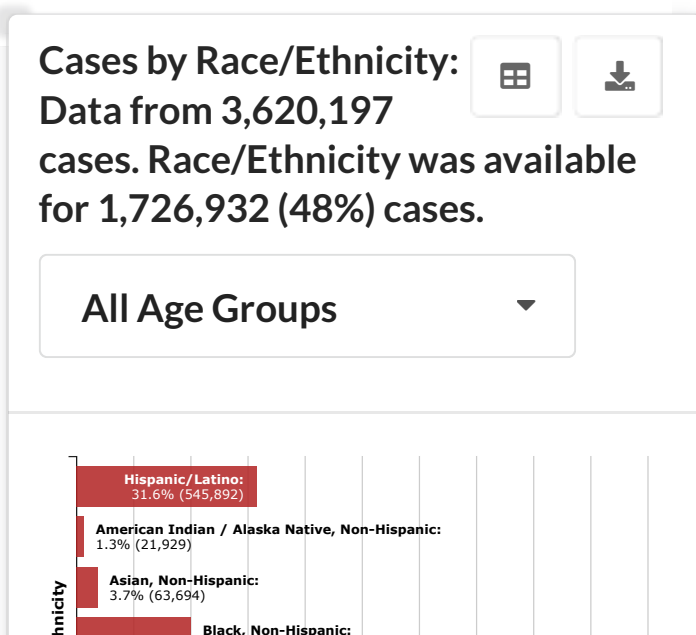 Cases by Race/Ethnicity:
Data from 3,620,197
cases. Race/Ethnicity was available
for 1,726,932 (48%) cases.
All Age Groups
Hispanic/Latino:
31.6% (545,892)
American Indian / Alaska Native, Non-Hispanic:
1.3% (21,929)
Asian, Non-Hispanic:
3.7% (63,694)
Black, Non-Hispanic: